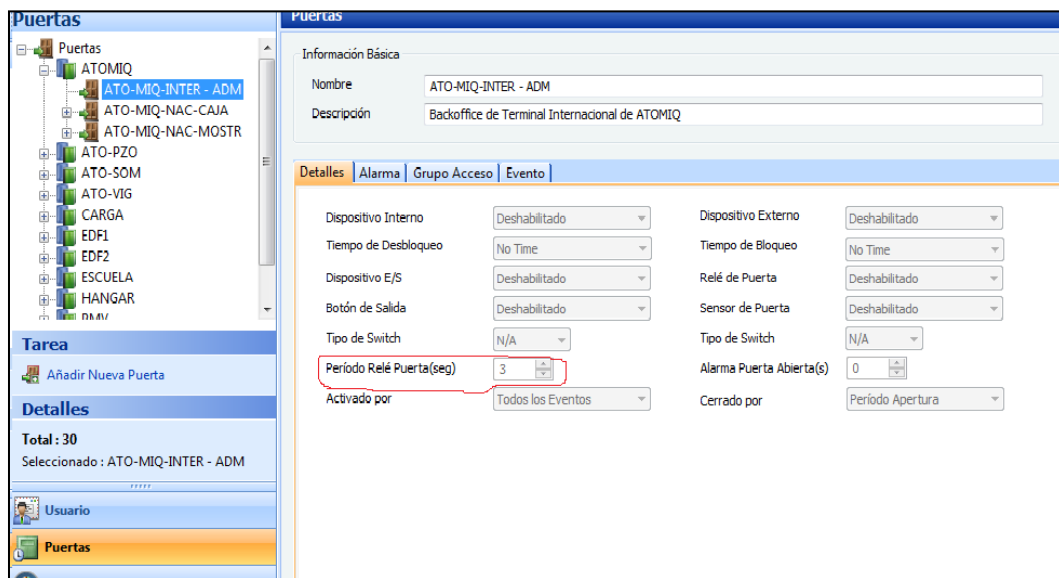 Puertas
Puertas
ATOMIQ
ATO-MIQ-INTER - ADM
ATO-MIQ-NAC-CAJA
ATO-MIQ-NAC-MOSTR
ATO-PZO
ATO-SOM
ATO-VIG
CARGA
EDF1
EDF2
ESCUELA
HANGAR
Tarea
Añadir Nueva Puerta
Detalles
Total : 30
Seleccionado : ATO-MIQ-INTER - ADM
Usuario
Puertas
Puertas
Información Básica
Nombre ATO-MIQ-INTER - ADM
Descripción Backoffice de Terminal Internacional de ATOMIQ
Detalles Alarma Grupo Acceso Evento
Dispositivo Interno Deshabilitado Dispositivo Externo Deshabilitado
Tiempo de Desbloqueo No Time Tiempo de Bloqueo No Time
Dispositivo E/S Deshabilitado Relé de Puerta Deshabilitado
Botón de Salida Deshabilitado Sensor de Puerta Deshabilitado
Tipo de Switch N/A Tipo de Switch N/A
Período Relé Puerta(seg) 3 Alarma Puerta Abierta(s) 0
Activado por Todos los Eventos Cerrado por Período Apertura